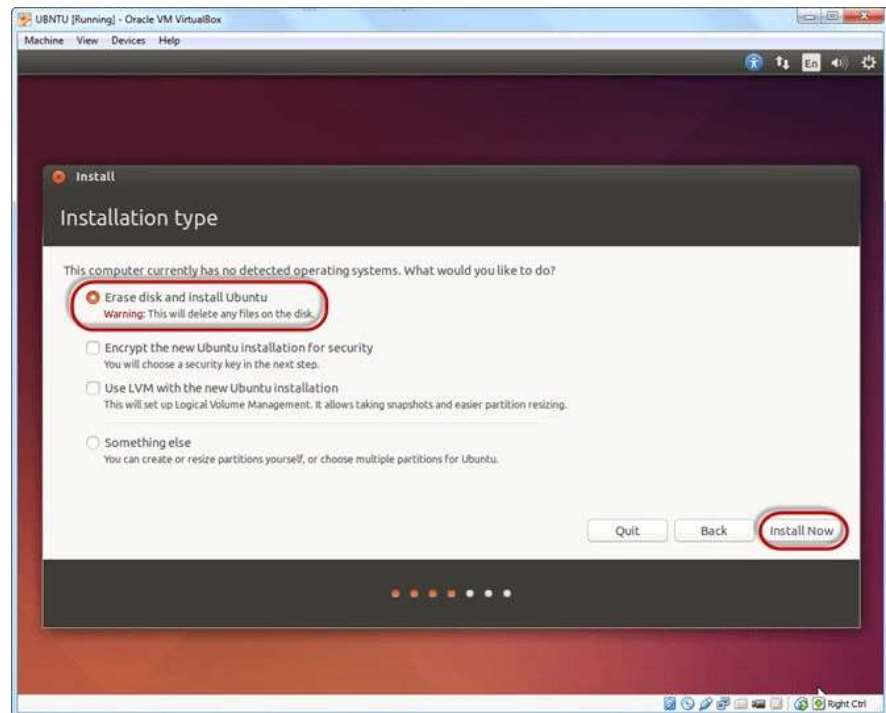 UBNTU [Running] - Oracle VM VirtualBox
Machine View Devices Help
En
Install
Installation type
This computer currently has no detected operating systems. What would you like to do?
Erase disk and install Ubuntu
Warning: This will delete any files on the disk.
Encrypt the new Ubuntu installation for security
You will choose a security key in the next step.
Use LVM with the new Ubuntu installation
This will set up Logical Volume Management. It allows taking snapshots and easier partition resizing.
Something else
You can create or resize partitions yourself, or choose multiple partitions for Ubuntu.
Quit Back Install Now
Right Ctrl